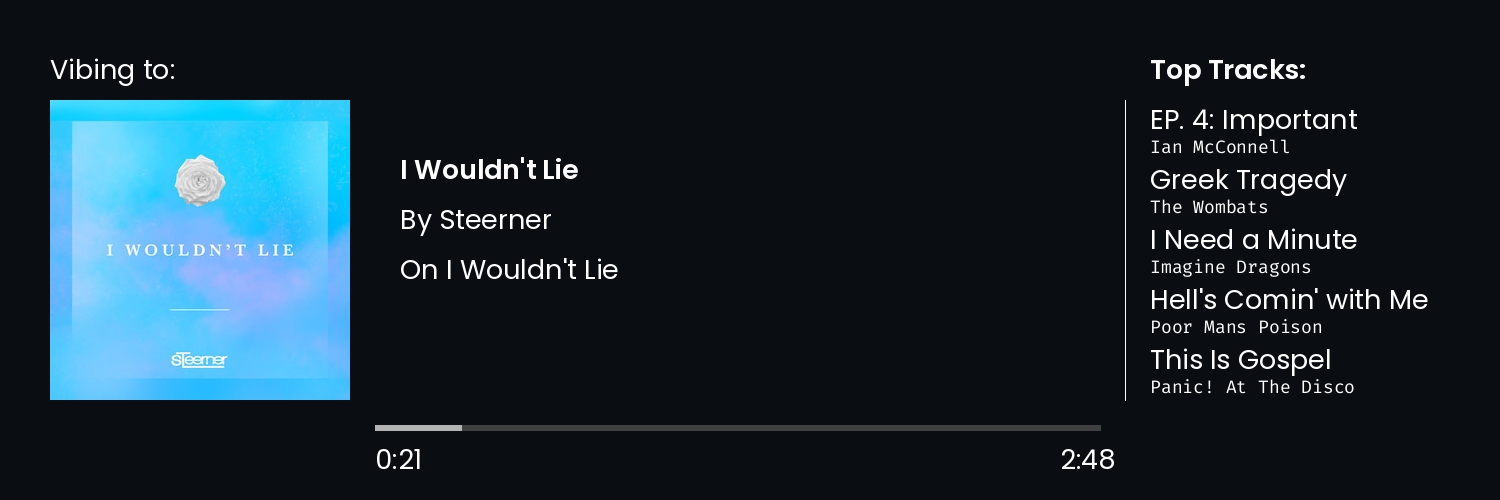 Vibing to:
I WOULDN'T LIE
STeerner
I Wouldn't Lie
By Steerner
On I Wouldn't Lie
0:21
2:48
Top Tracks:
EP. 4: Important
Ian McConnell
Greek Tragedy
The Wombats
I Need a Minute
Imagine Dragons
Hell's Comin' with Me
Poor Mans Poison
This Is Gospel
Panic! At The Disco